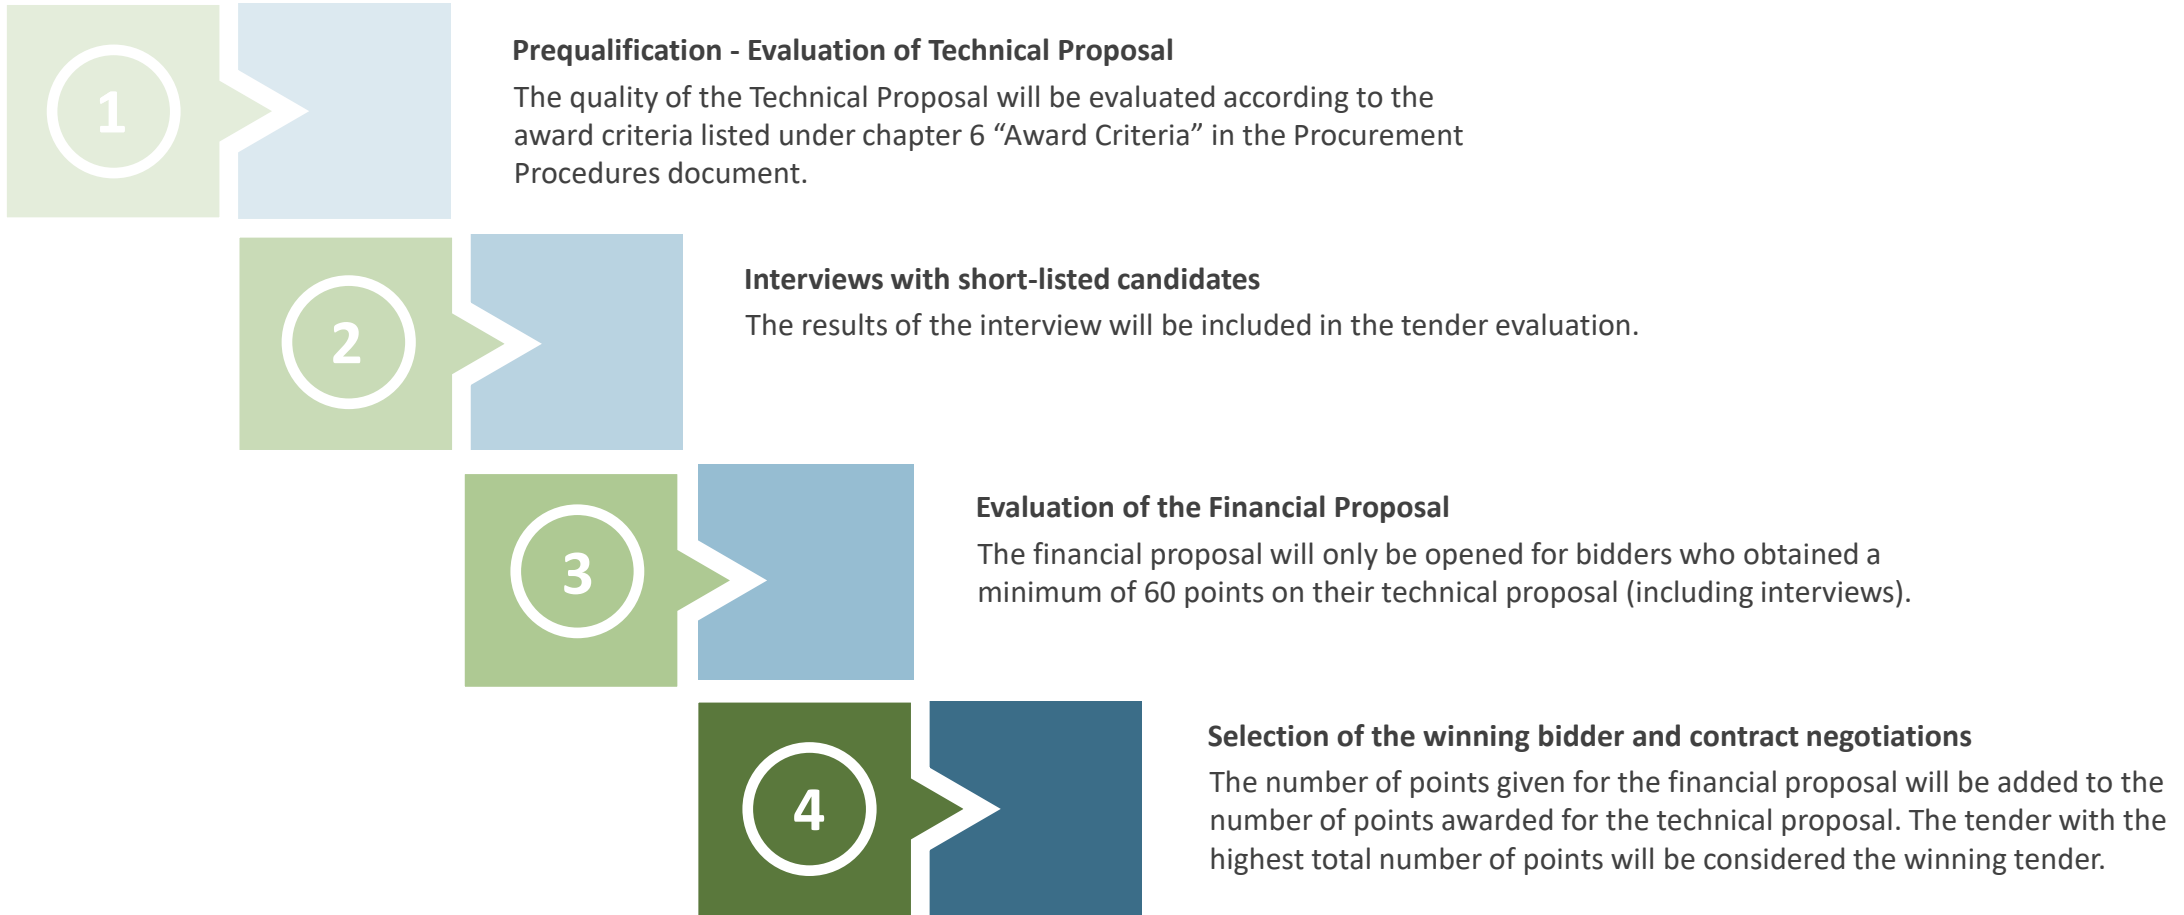 1
Prequalification - Evaluation of Technical Proposal
The quality of the Technical Proposal will be evaluated according to the
award criteria listed under chapter 6 “Award Criteria” in the Procurement
Procedures document.
2
Interviews with short-listed candidates
The results of the interview will be included in the tender evaluation.
3
Evaluation of the Financial Proposal
The financial proposal will only be opened for bidders who obtained a
minimum of 60 points on their technical proposal (including interviews).
4
Selection of the winning bidder and contract negotiations
The number of points given for the financial proposal will be added to the
number of points awarded for the technical proposal. The tender with the
highest total number of points will be considered the winning tender.